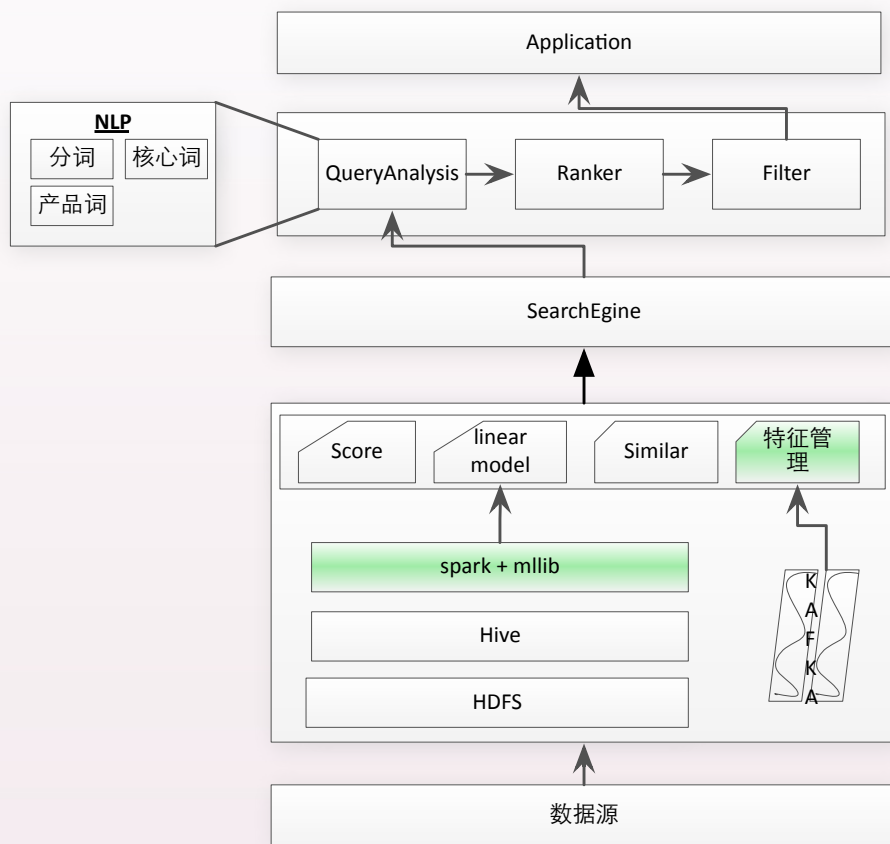 Application
NLP
分词
核心词
产品词
QueryAnalysis
Ranker
Filter
SearchEgine
Score
linear
model
Similar
特征管
理
spark + mllib
Hive
HDFS
K
A
F
K
A
数据源